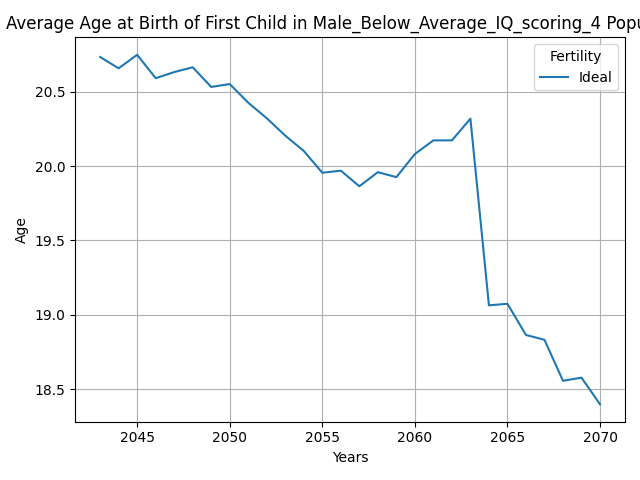 Average Age at Birth of First Child in Male_Below_Average_IQ_scoring_4 Popu
Fertility
Ideal
20.5
20.0
19.5
19.0
18.5
Age
2045 2050 2055 2060 2065 2070
Years